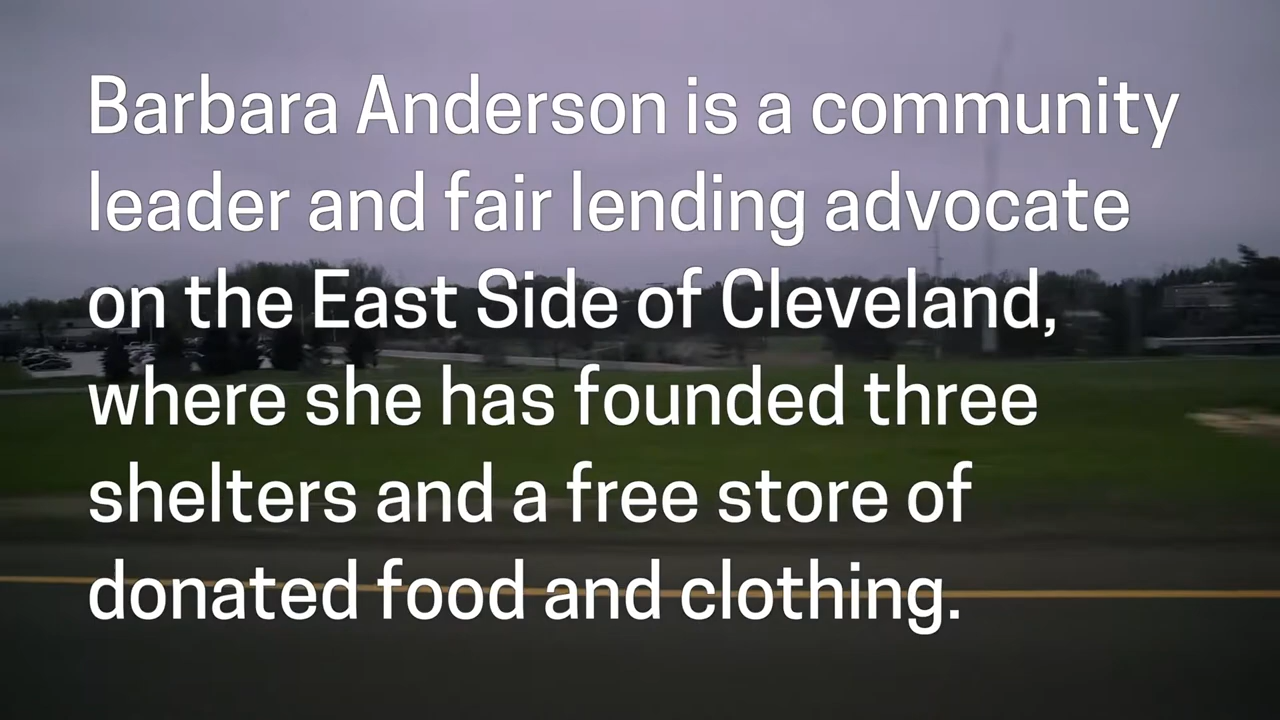 Barbara Anderson is a community
leader and fair lending advocate
on the East Side of Cleveland,
where she has founded three
shelters and a free store of
donated food and clothing.